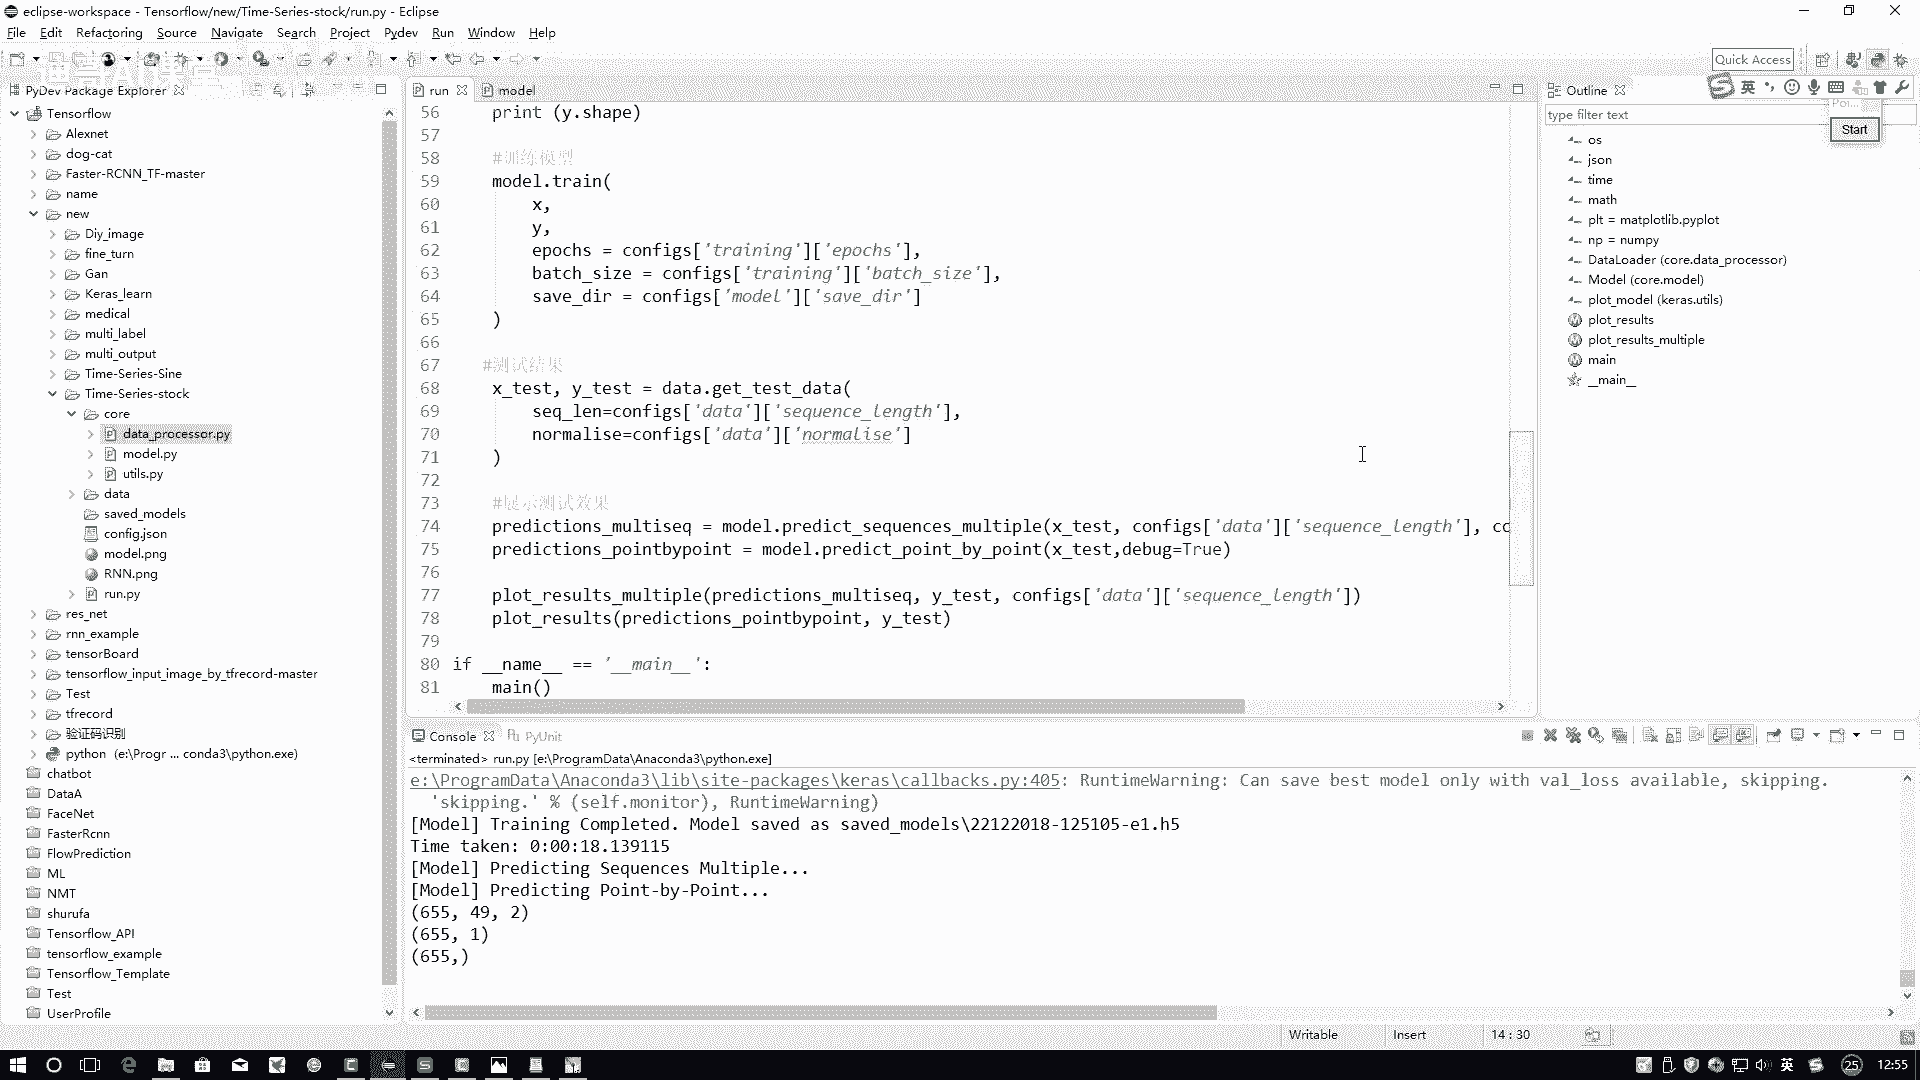 eclipse-workspace - Tensorflow/new/Time-Series-stock/run.py - Eclipse
File Edit Refactoring Source Navigate Search Project Pydev Run Window Help
Quick Access
PyDev Package Explorer
Tensorflow
Alexnet
dog-cat
Faster-RCNN_TF-master
name
new
Diy_image
fine_turn
Gan
Keras_learn
medical
multi_label
multi_output
Time-Series-Sine
Time-Series-stock
core
data_processor.py
model.py
utils.py
data
saved_models
config.json
model.png
RNN.png
run.py
res_net
rnn_example
tensorBoard
tensorflow_input_image_by_tfrecord-master
Test
tfrecord
验证码识别
python (e:\Progr ... conda3\python.exe)
chatbot
DataA
FaceNet
FasterRcnn
FlowPrediction
ML
NMT
shurufa
Tensorflow_API
tensorflow_example
Tensorflow_Template
Test
UserProfile
run model
56 print (y.shape)
57
58 #训练模型
59 model.train(
60 x,
61 y,
62 epochs = configs['training']['epochs'],
63 batch_size = configs['training']['batch_size'],
64 save_dir = configs['model']['save_dir']
65 )
66
67 #测试结果
68 x_test, y_test = data.get_test_data(
69 seq_len=configs['data']['sequence_length'],
70 normalise=configs['data']['normalise']
71 )
72
73 #展示测试效果
74 predictions_multiseq = model.predict_sequences_multiple(x_test, configs['data']['sequence_length'], co
75 predictions_pointbypoint = model.predict_point_by_point(x_test,debug=True)
76
77 plot_results_multiple(predictions_multiseq, y_test, configs['data']['sequence_length'])
78 plot_results(predictions_pointbypoint, y_test)
79
80 if __name__ == '__main__':
81 main()
Outline
英
type filter text
Poi...
Start
os
json
time
math
plt = matplotlib.pyplot
np = numpy
DataLoader (core.data_processor)
Model (core.model)
plot_model (keras.utils)
plot_results
plot_results_multiple
main
__main__
Console PyUnit
<terminated> run.py [e:\ProgramData\Anaconda3\python.exe]
e:\ProgramData\Anaconda3\lib\site-packages\keras\callbacks.py:405: RuntimeWarning: Can save best model only with val_loss available, skipping.
'skipping.' % (self.monitor), RuntimeWarning)
[Model] Training Completed. Model saved as saved_models\22122018-125105-e1.h5
Time taken: 0:00:18.139115
[Model] Predicting Sequences Multiple...
[Model] Predicting Point-by-Point...
(655, 49, 2)
(655, 1)
(655,)
Writable Insert 14 : 30
英 25 12:55